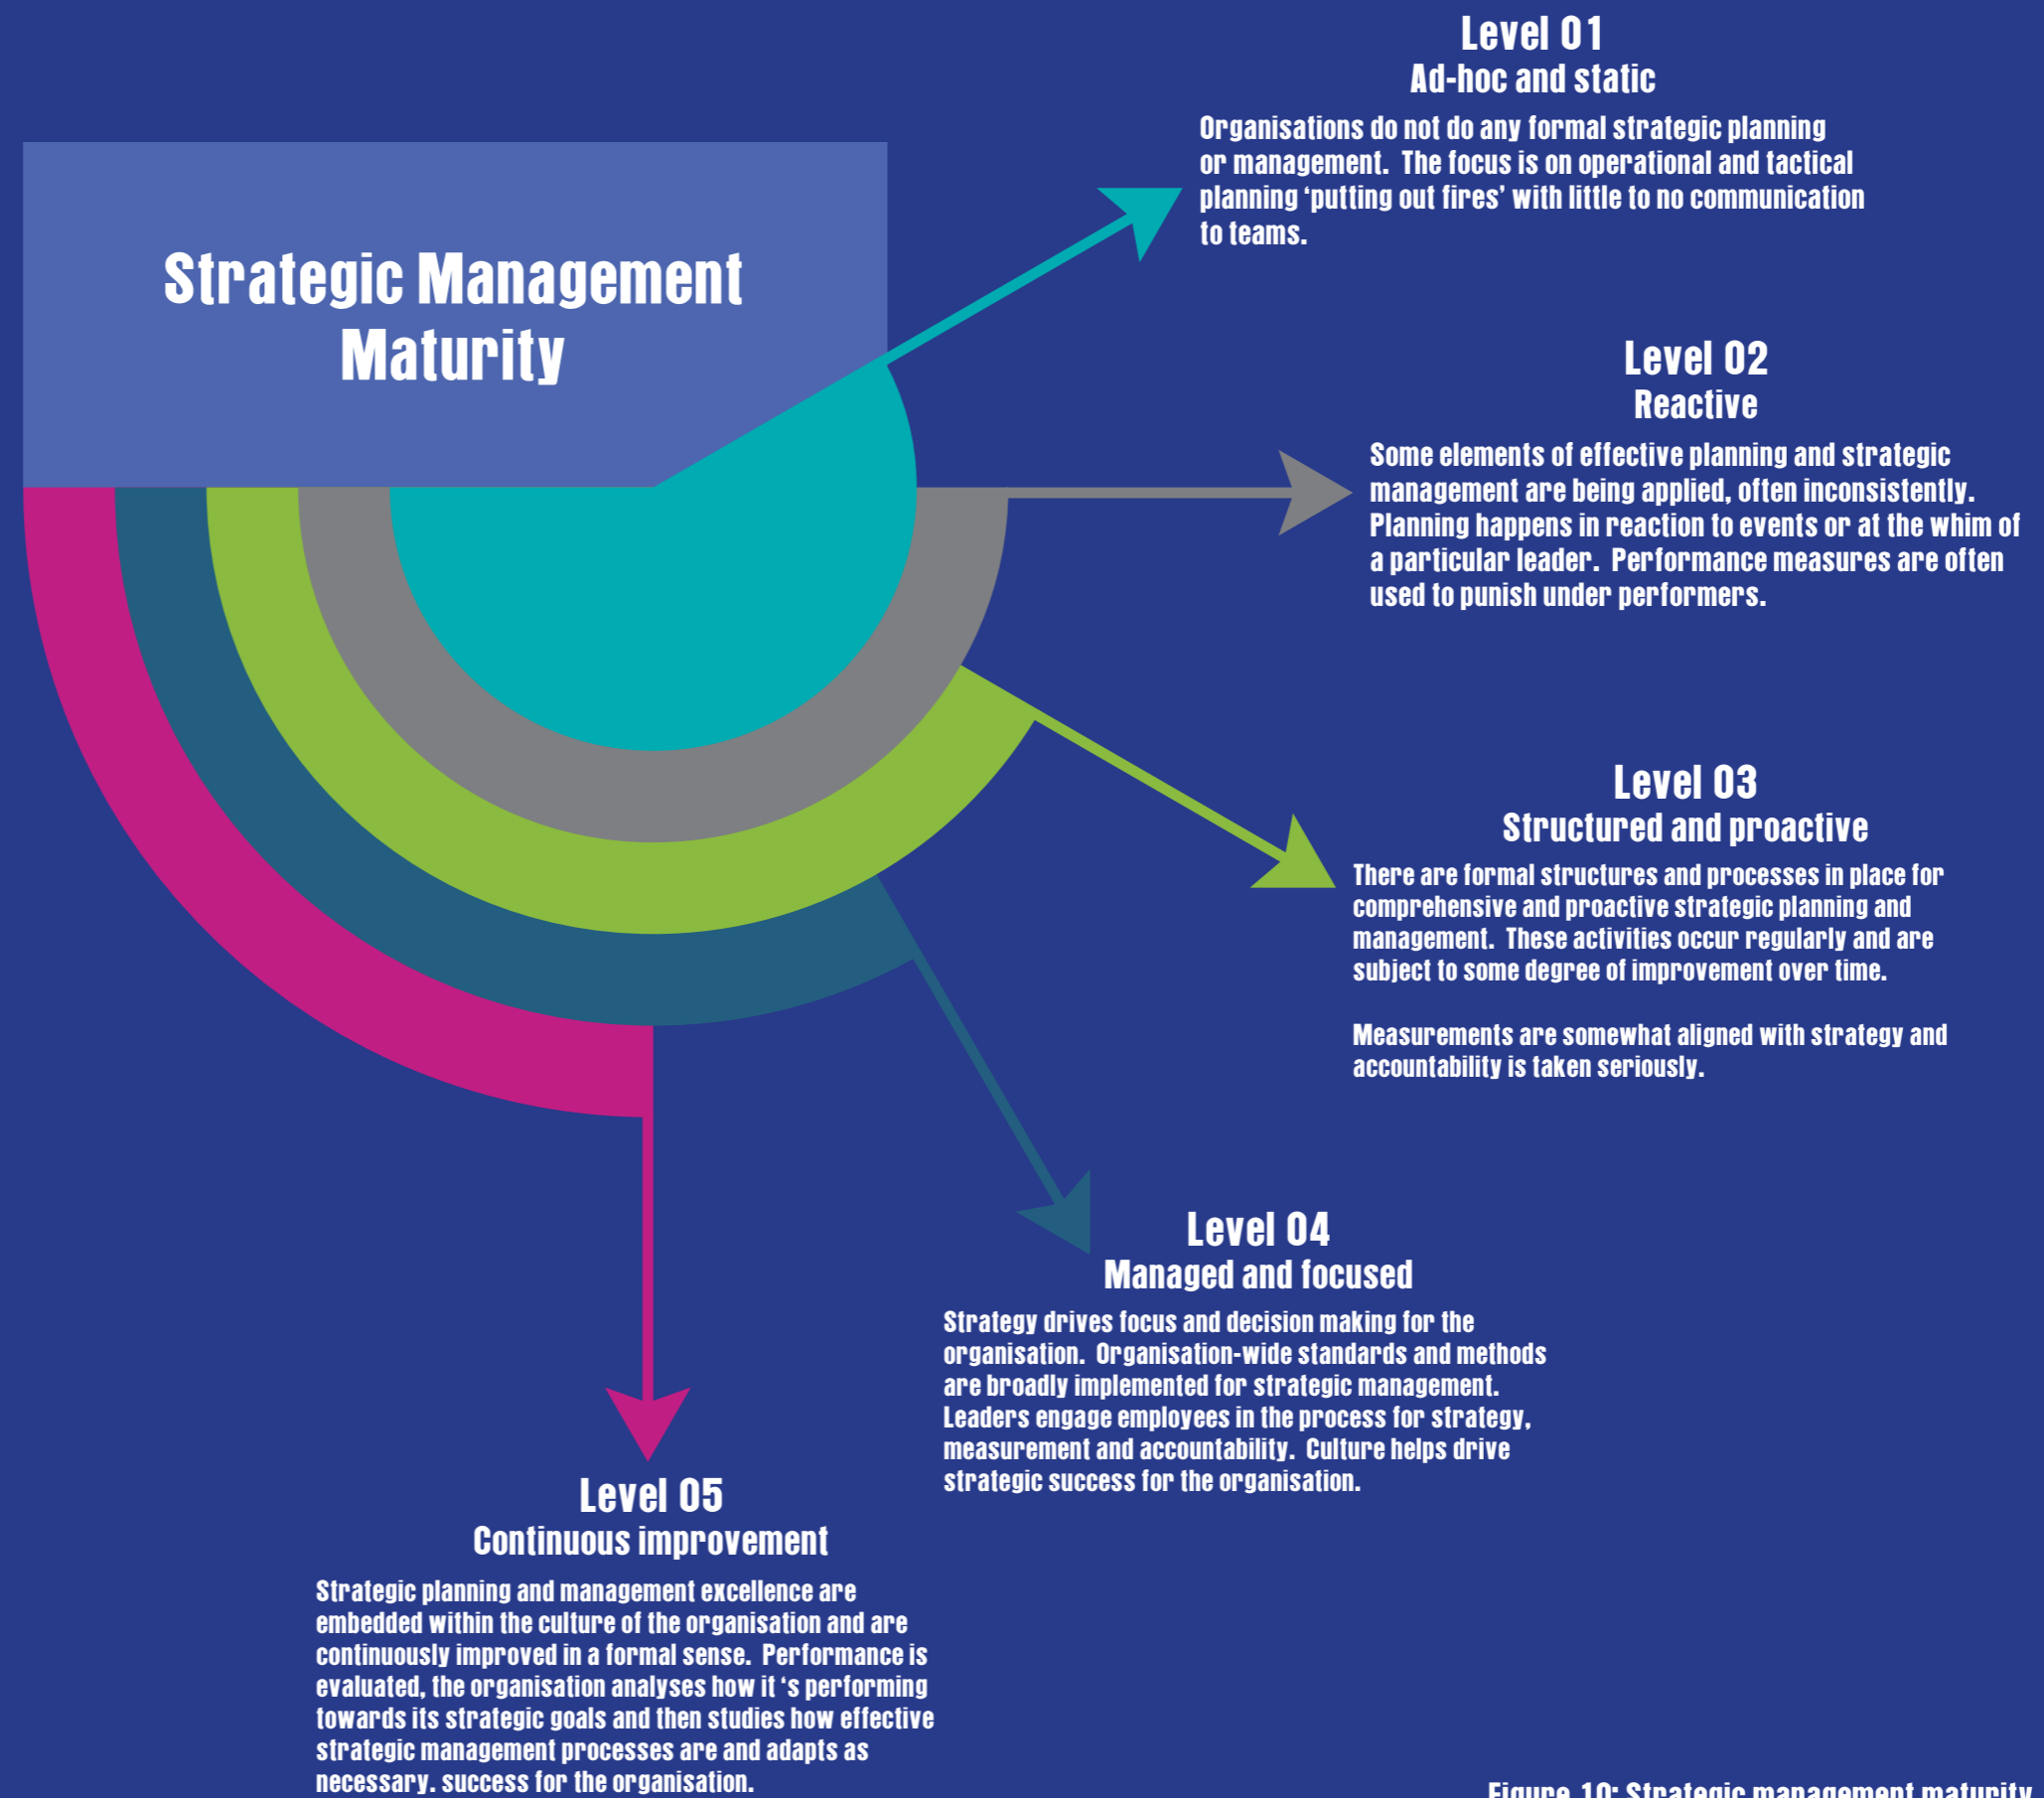 Strategic Management
Maturity
Level 01
Ad-hoc and static
Organisations do not do any formal strategic planning
or management.  The focus is on operational and tactical
planning ‘putting out fires’ with little to no communication
to teams.
Level 02
Reactive
Some elements of effective planning and strategic
management are being applied, often inconsistently.
Planning happens in reaction to events or at the whim of
a particular leader.  Performance measures are often
used to punish under performers.
Level 03
Structured and proactive
There are formal structures and processes in place for
comprehensive and proactive strategic planning and
management.  These activities occur regularly and are
subject to some degree of improvement over time.
Measurements are somewhat aligned with strategy and
accountability is taken seriously.
Level 04
Managed and focused
Strategy drives focus and decision making for the
organisation.  Organisation-wide standards and methods
are broadly implemented for strategic management.
Leaders engage employees in the process for strategy,
measurement and accountability.  Culture helps drive
strategic success for the organisation.
Level 05
Continuous improvement
Strategic planning and management excellence are
embedded within the culture of the organisation and are
continuously improved in a formal sense.  Performance is
evaluated, the organisation analyses how it ‘s performing
towards its strategic goals and then studies how effective
strategic management processes are and adapts as
necessary. success for the organisation.
Figure 10: Strategic management maturity